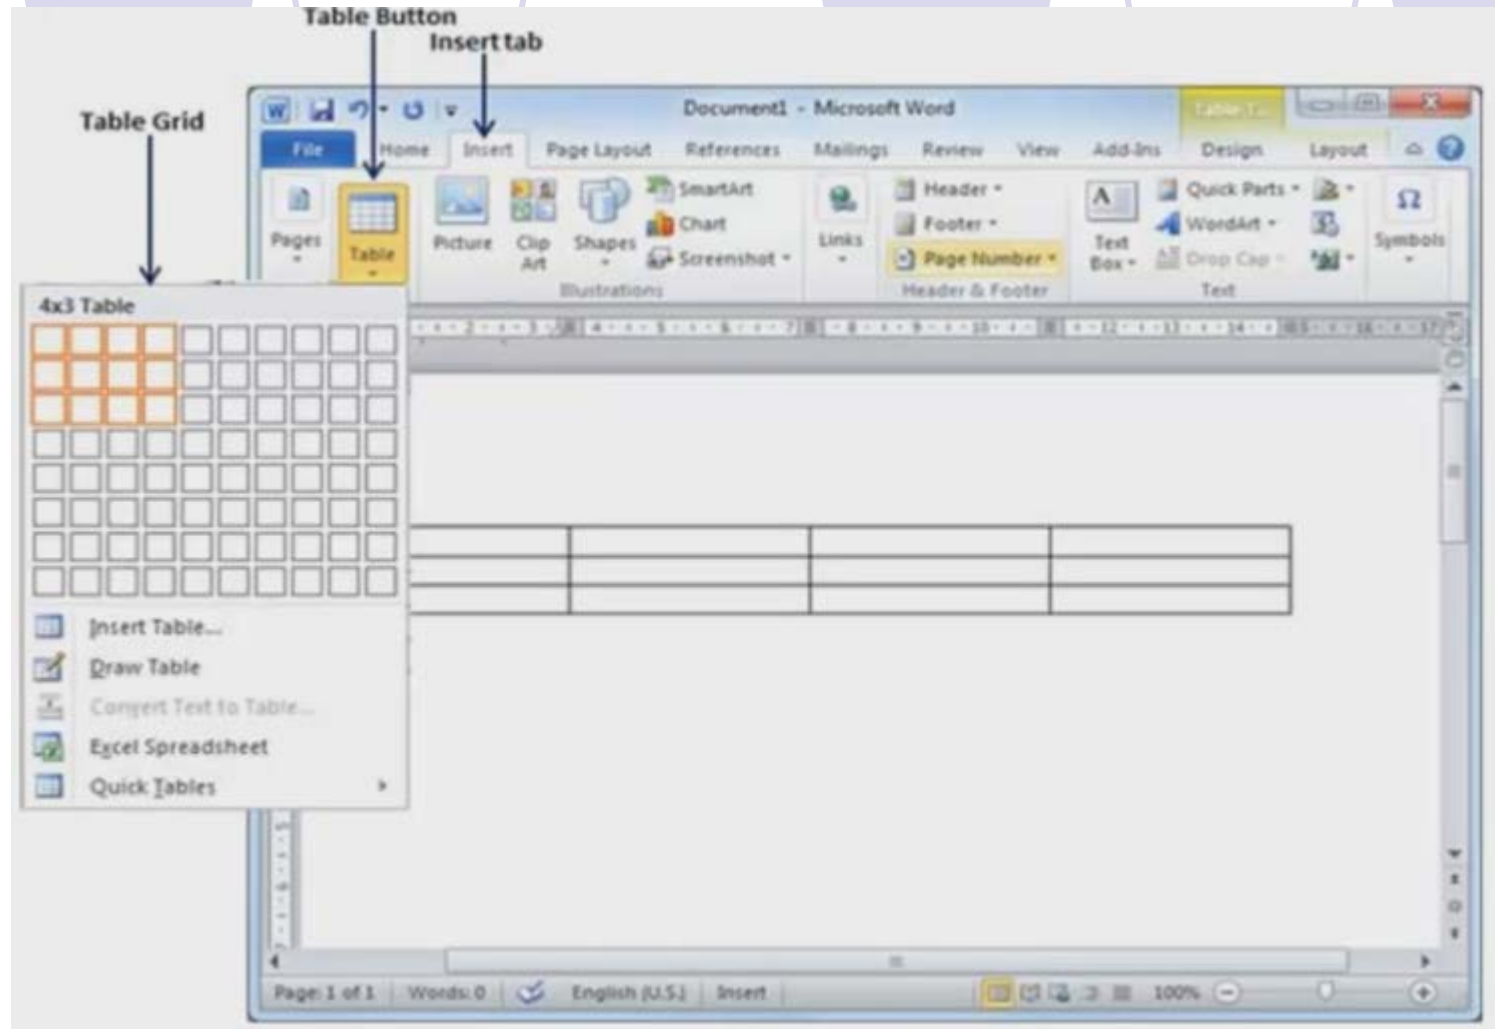 Table Button
Insert tab
Table Grid
Document1 - Microsoft Word
File Home Insert Page Layout References Mailings Review View Add-Ins Design Layout
Pages
Table
Picture
Clip Art
Shapes
SmartArt
Chart
Screenshot
Illustrations
Links
Header
Footer
Page Number
Header & Footer
A
Text Box
Quick Parts
WordArt
Drop Cap
Text
Ω
Symbols
4x3 Table
Insert Table...
Draw Table
Convert Text to Table...
Excel Spreadsheet
Quick Tables
Page: 1 of 1 Words: 0 English (U.S.) Insert 100%